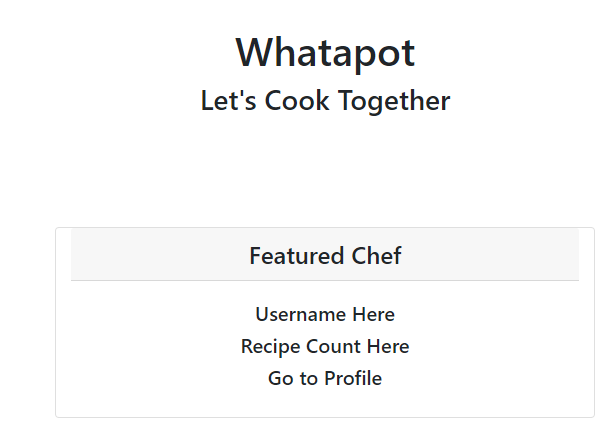 Whatapot
Let's Cook Together
Featured Chef
Username Here
Recipe Count Here
Go to Profile